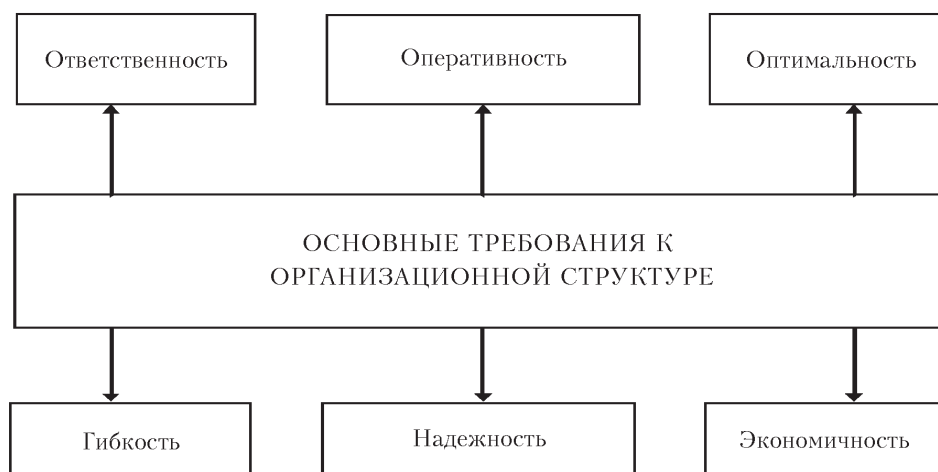 Ответственность
Оперативность
Оптимальность
ОСНОВНЫЕ ТРЕБОВАНИЯ К
ОРГАНИЗАЦИОННОЙ СТРУКТУРЕ
Гибкость
Надежность
Экономичность